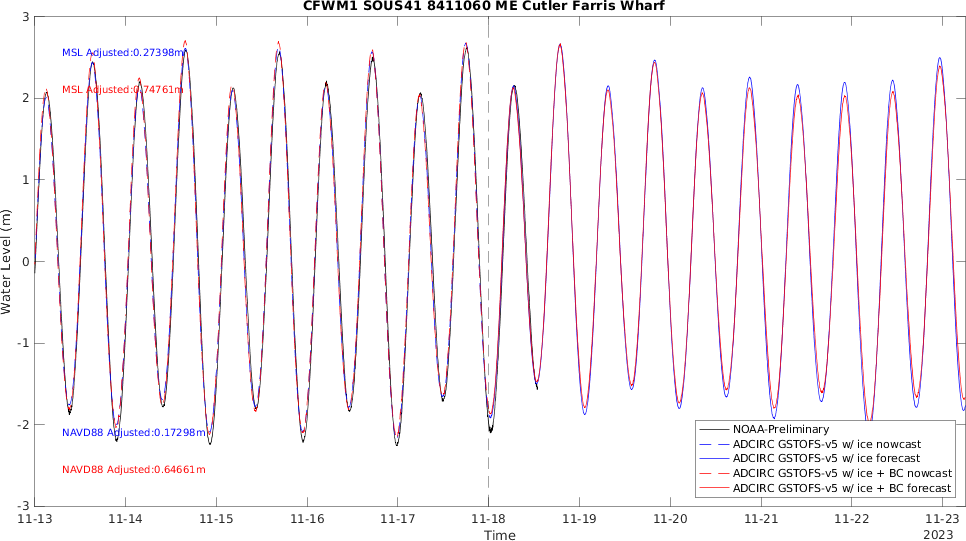 CFWM1 SOUS41 8411060 ME Cutler Farris Wharf
MSL Adjusted:0.27398m
MSL Adjusted:0.74761m
NAVD88 Adjusted:0.17298m
NAVD88 Adjusted:0.64661m
Water Level (m)
3
2
1
0
-1
-2
-3
11-13
11-14
11-15
11-16
11-17
11-18
11-19
11-20
11-21
11-22
11-23
2023
Time
NOAA-Preliminary
ADCIRC GSTOFS-v5 w/ ice nowcast
ADCIRC GSTOFS-v5 w/ ice forecast
ADCIRC GSTOFS-v5 w/ ice + BC nowcast
ADCIRC GSTOFS-v5 w/ ice + BC forecast